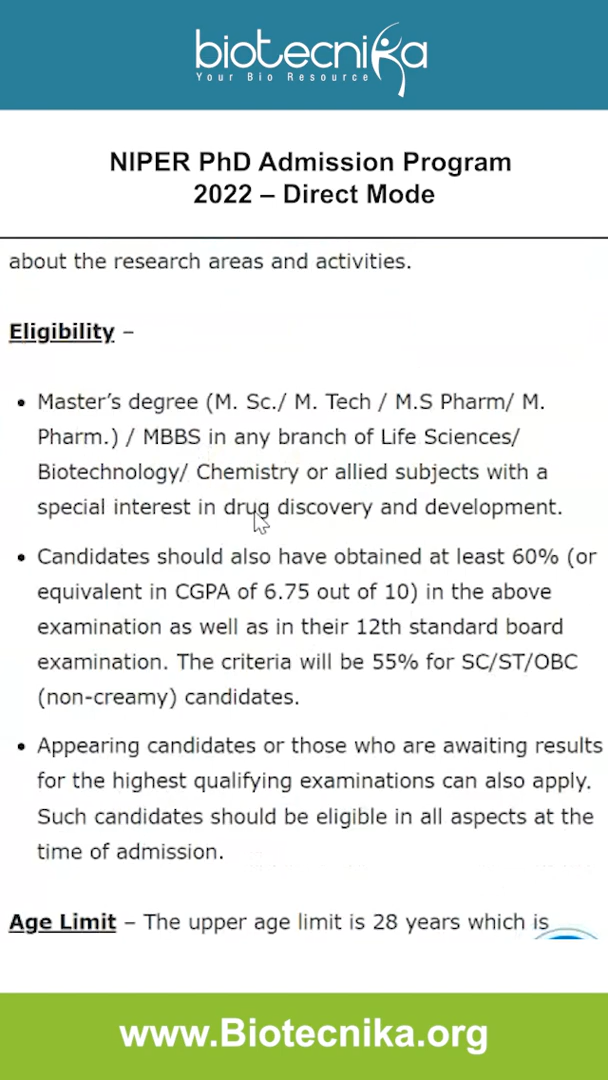 biotecnika
Your Bio Resource
NIPER PhD Admission Program
2022 – Direct Mode
about the research areas and activities.
Eligibility –
• Master’s degree (M. Sc./ M. Tech / M.S Pharm/ M.
Pharm.) / MBBS in any branch of Life Sciences/
Biotechnology/ Chemistry or allied subjects with a
special interest in drug discovery and development.
• Candidates should also have obtained at least 60% (or
equivalent in CGPA of 6.75 out of 10) in the above
examination as well as in their 12th standard board
examination. The criteria will be 55% for SC/ST/OBC
(non-creamy) candidates.
• Appearing candidates or those who are awaiting results
for the highest qualifying examinations can also apply.
Such candidates should be eligible in all aspects at the
time of admission.
Age Limit – The upper age limit is 28 years which is
www.Biotecnika.org